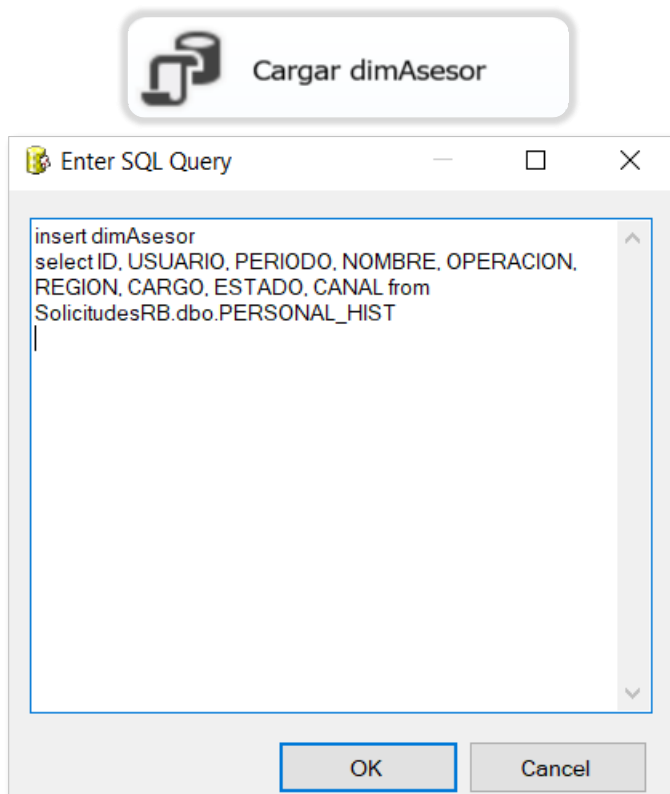 Cargar dimAsesor
Enter SQL Query
insert dimAsesor
select ID, USUARIO, PERIODO, NOMBRE, OPERACION,
REGION, CARGO, ESTADO, CANAL from
SolicitudesRB.dbo.PERSONAL_HIST
OK Cancel